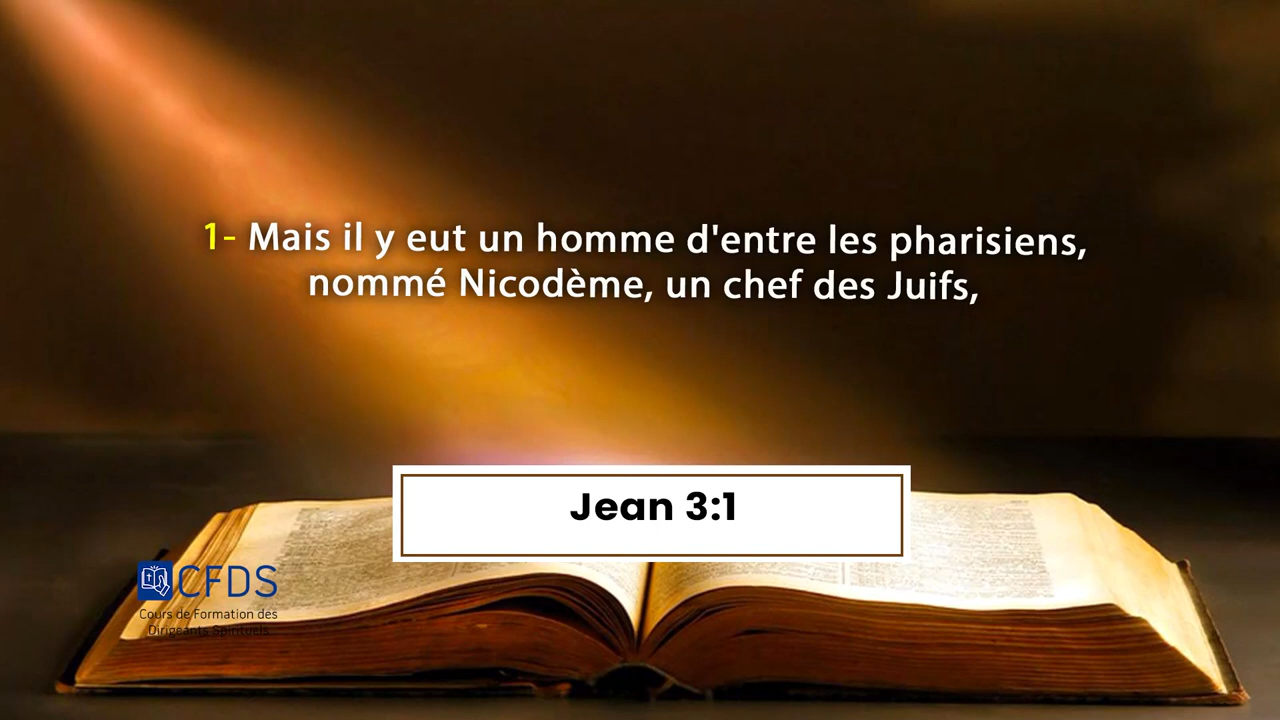 1- Mais il y eut un homme d'entre les pharisiens,
nommé Nicodème, un chef des Juifs,
Jean 3:1
CFDS
Cours de Formation des
Dirigeants Spirituels